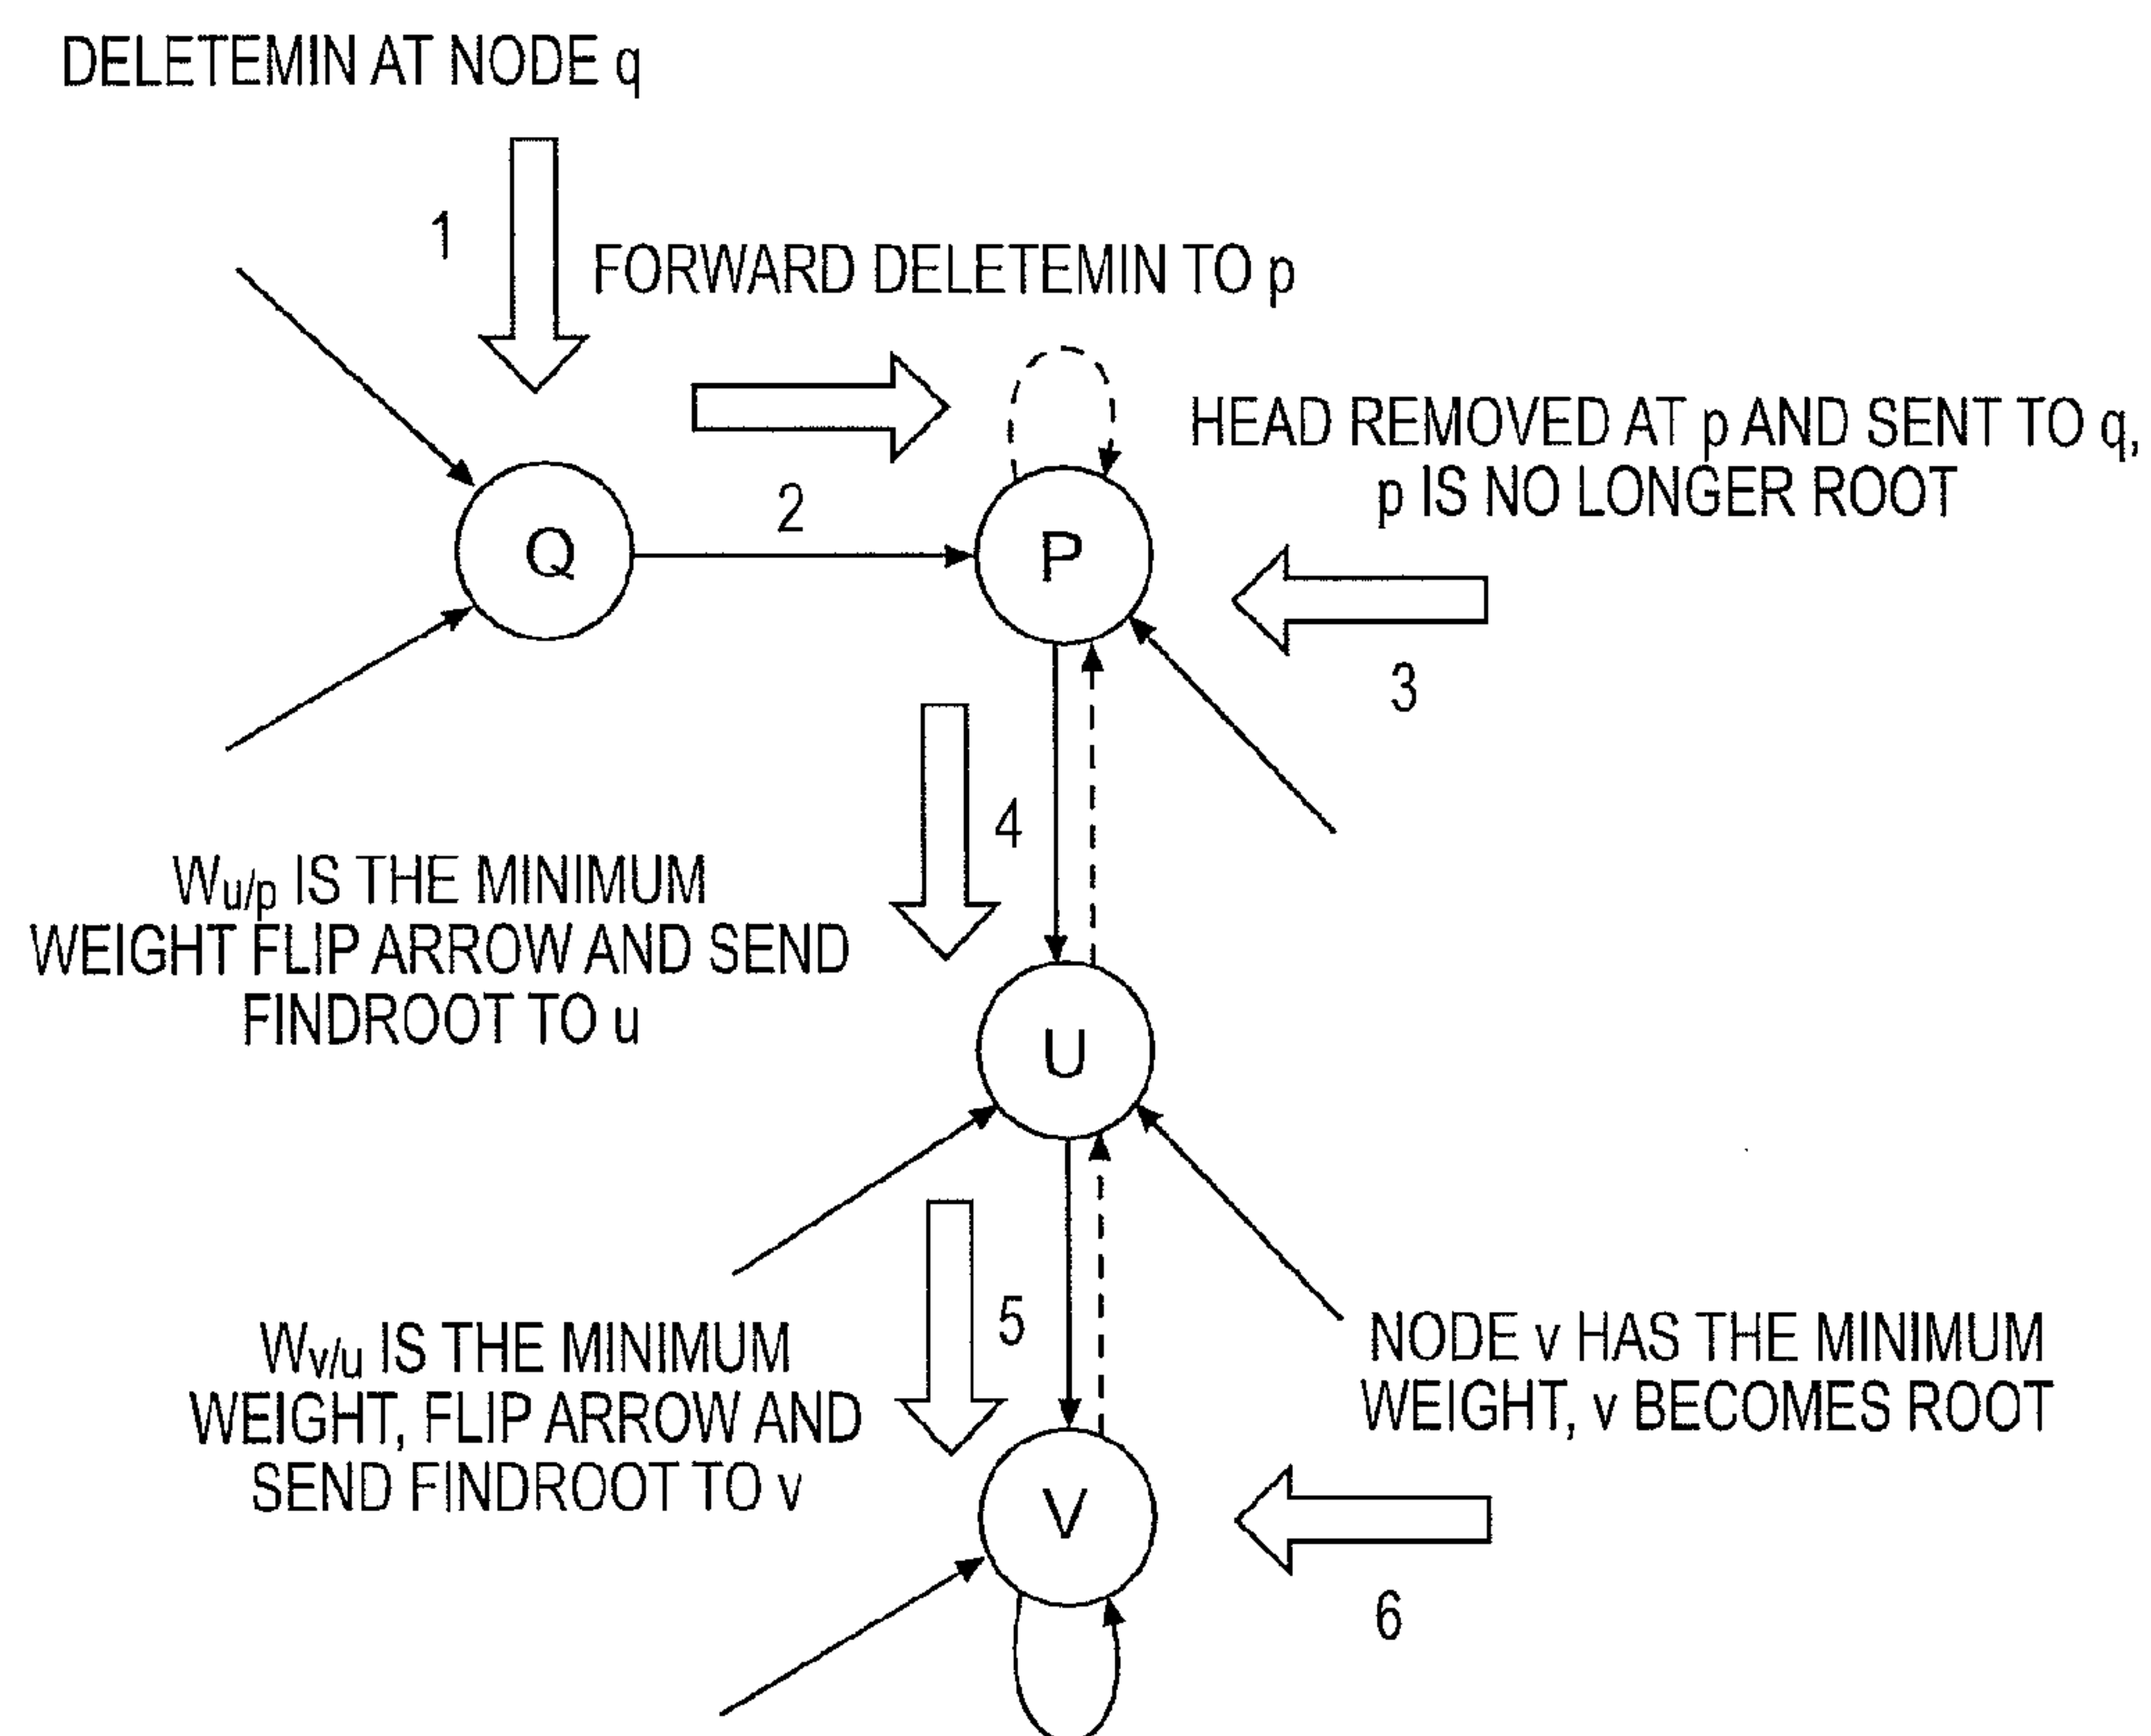 DELETEMIN AT NODE q
1
FORWARD DELETEMIN TO p
HEAD REMOVED AT p AND SENT TO q,
p IS NO LONGER ROOT
2
Q
P
3
4
Wu/p IS THE MINIMUM
WEIGHT FLIP ARROW AND SEND
FINDROOT TO u
U
5
Wv/u IS THE MINIMUM
WEIGHT, FLIP ARROW AND
SEND FINDROOT TO v
NODE v HAS THE MINIMUM
WEIGHT, v BECOMES ROOT
V
6